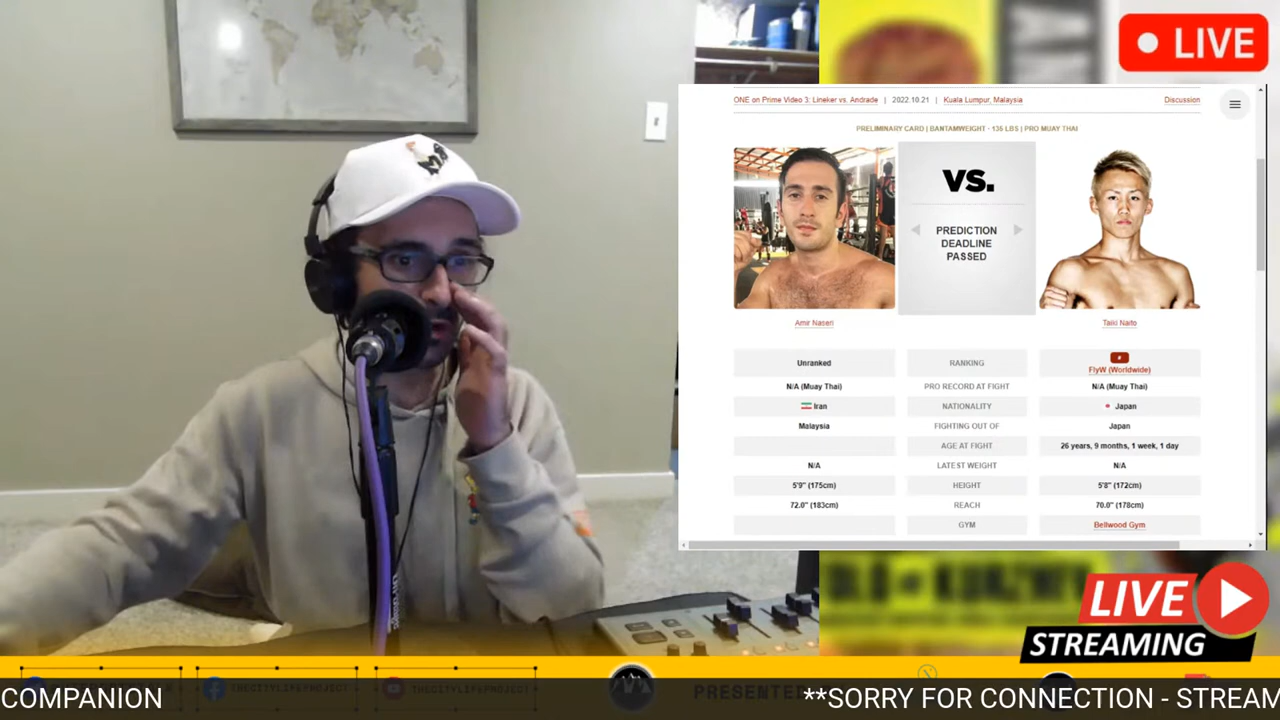 LIVE
ONE on Prime Video 3: Lineker vs. Andrade | 2022.10.21 | Kuala Lumpur, Malaysia
Discussion
PRELIMINARY CARD | BANTAMWEIGHT - 135 LBS | PRO MUAY THAI
VS.
PREDICTION
DEADLINE
PASSED
Amir Naseri
Taiki Naito
Unranked RANKING FlyW (Worldwide)
N/A (Muay Thai) PRO RECORD AT FIGHT N/A (Muay Thai)
Iran NATIONALITY Japan
Malaysia FIGHTING OUT OF Japan
AGE AT FIGHT 26 years, 9 months, 1 week, 1 day
N/A LATEST WEIGHT N/A
5'9" (175cm) HEIGHT 5'8" (172cm)
72.0" (183cm) REACH 70.0" (178cm)
GYM Bellwood Gym
LIVE
STREAMING
THECITYLIFEPROJECT
THECITYLIFEPROJECT
COMPANION
**SORRY FOR CONNECTION - STREAM